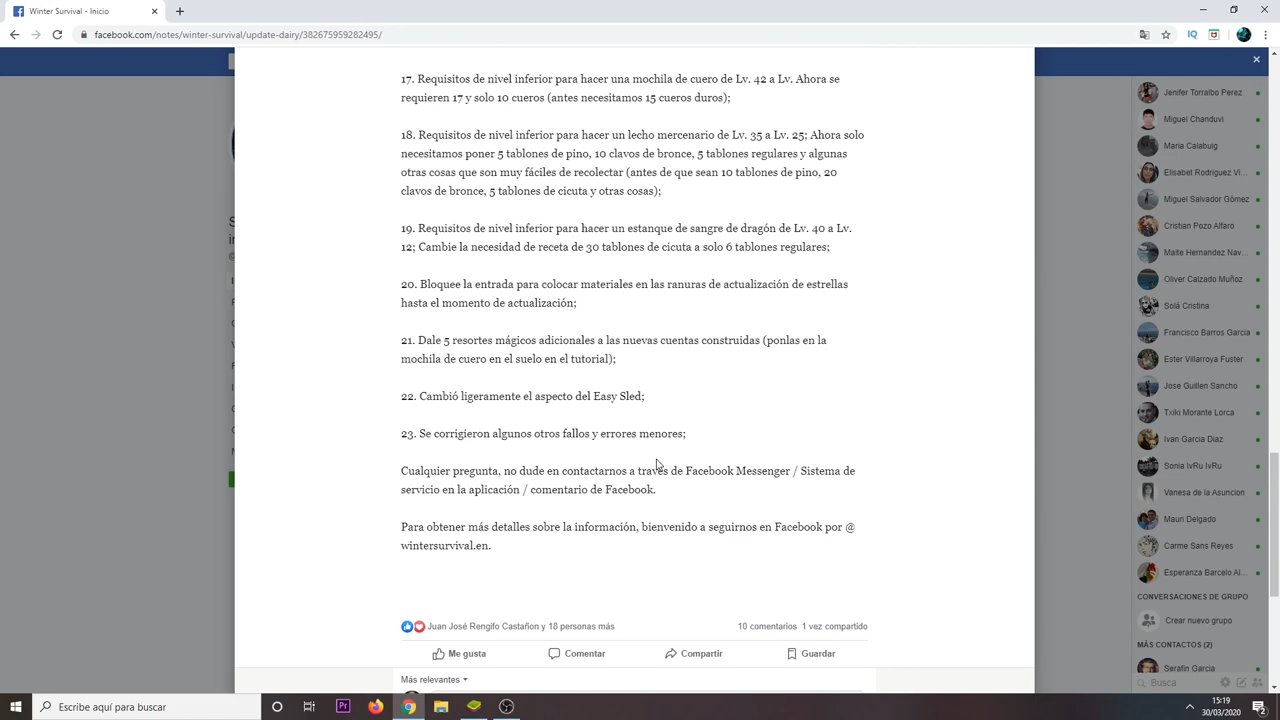 Winter Survival - Inicio
facebook.com/notes/winter-survival/update-dairy/382675959282495/
17. Requisitos de nivel inferior para hacer una mochila de cuero de Lv. 42 a Lv. Ahora se
requieren 17 y solo 10 cueros (antes necesitamos 15 cueros duros);
18. Requisitos de nivel inferior para hacer un lecho mercenario de Lv. 35 a Lv. 25; Ahora solo
necesitamos poner 5 tablones de pino, 10 clavos de bronce, 5 tablones regulares y algunas
otras cosas que son muy fáciles de recolectar (antes de que sean 10 tablones de pino, 20
clavos de bronce, 5 tablones de cicuta y otras cosas);
19. Requisitos de nivel inferior para hacer un estanque de sangre de dragón de Lv. 40 a Lv.
12; Cambie la necesidad de receta de 30 tablones de cicuta a solo 6 tablones regulares;
20. Bloquee la entrada para colocar materiales en las ranuras de actualización de estrellas
hasta el momento de actualización;
21. Dale 5 resortes mágicos adicionales a las nuevas cuentas construidas (ponlas en la
mochila de cuero en el suelo en el tutorial);
22. Cambió ligeramente el aspecto del Easy Sled;
23. Se corrigieron algunos otros fallos y errores menores;
Cualquier pregunta, no dude en contactarnos a través de Facebook Messenger / Sistema de
servicio en la aplicación / comentario de Facebook.
Para obtener más detalles sobre la información, bienvenido a seguirnos en Facebook por @
wintersurvival.en.
Juan José Rengifo Castañon y 18 personas más
10 comentarios 1 vez compartido
Me gusta
Comentar
Compartir
Guardar
Más relevantes
Jenifer Torralbo Perez
Miguel Chanduvi
Maria Calabuig
Elisabet Rodriguez Vi...
Miguel Salvador Gómez
Cristian Pozo Alfaro
Maite Hernandez Nav...
Oliver Calzado Muñoz
Solá Cristina
Francisco Barros Garcia
Ester Villarroya Fuster
Jose Guillen Sancho
Txiki Morante Lorca
Ivan Garcia Diaz
Sonia IvRu IvRu
Vanesa de la Asuncion
Mauri Delgado
Carme Sans Reyes
Esperanza Barcelo Al...
CONVERSACIONES DE GRUPO
Crear nuevo grupo
MÁS CONTACTOS (2)
Serafin Garcia
Busca
Escribe aquí para buscar
15:19
30/03/2020
2